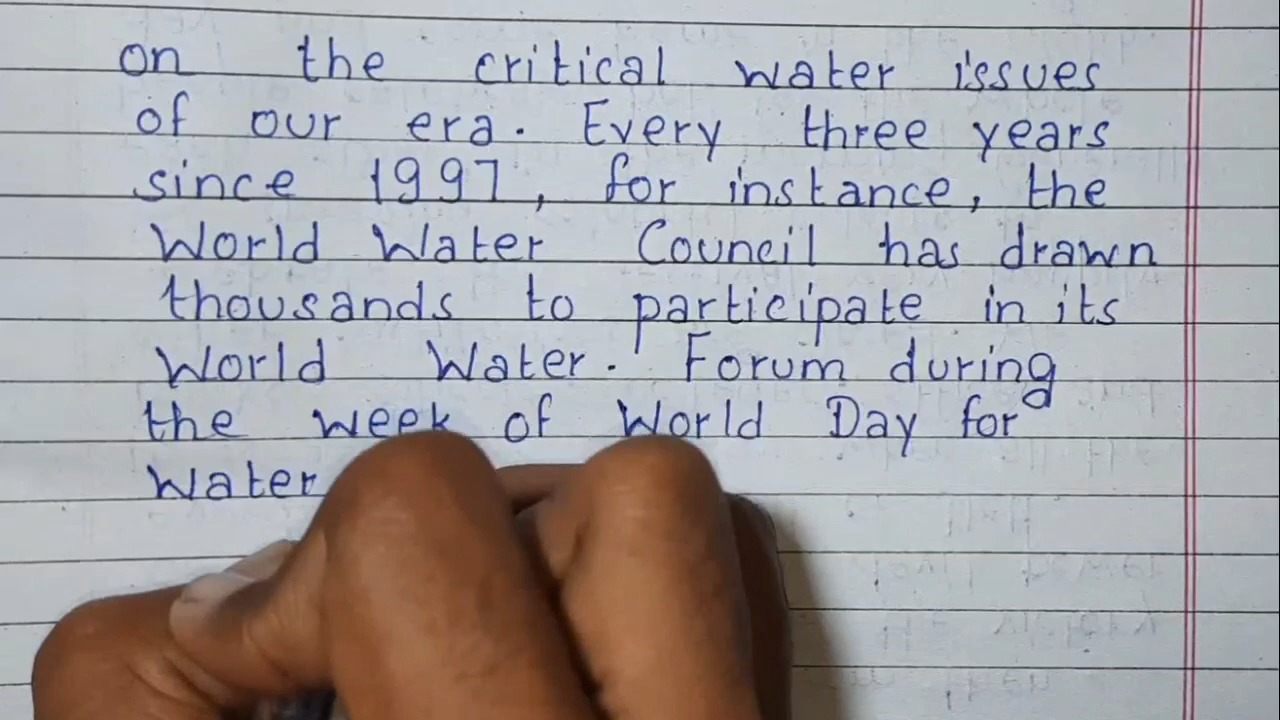 on the critical water issues
of our era. Every three years
since 1997, for instance, the
World Water Council has drawn
thousands to participate in its
World Water. Forum during
the week of World Day for
Water